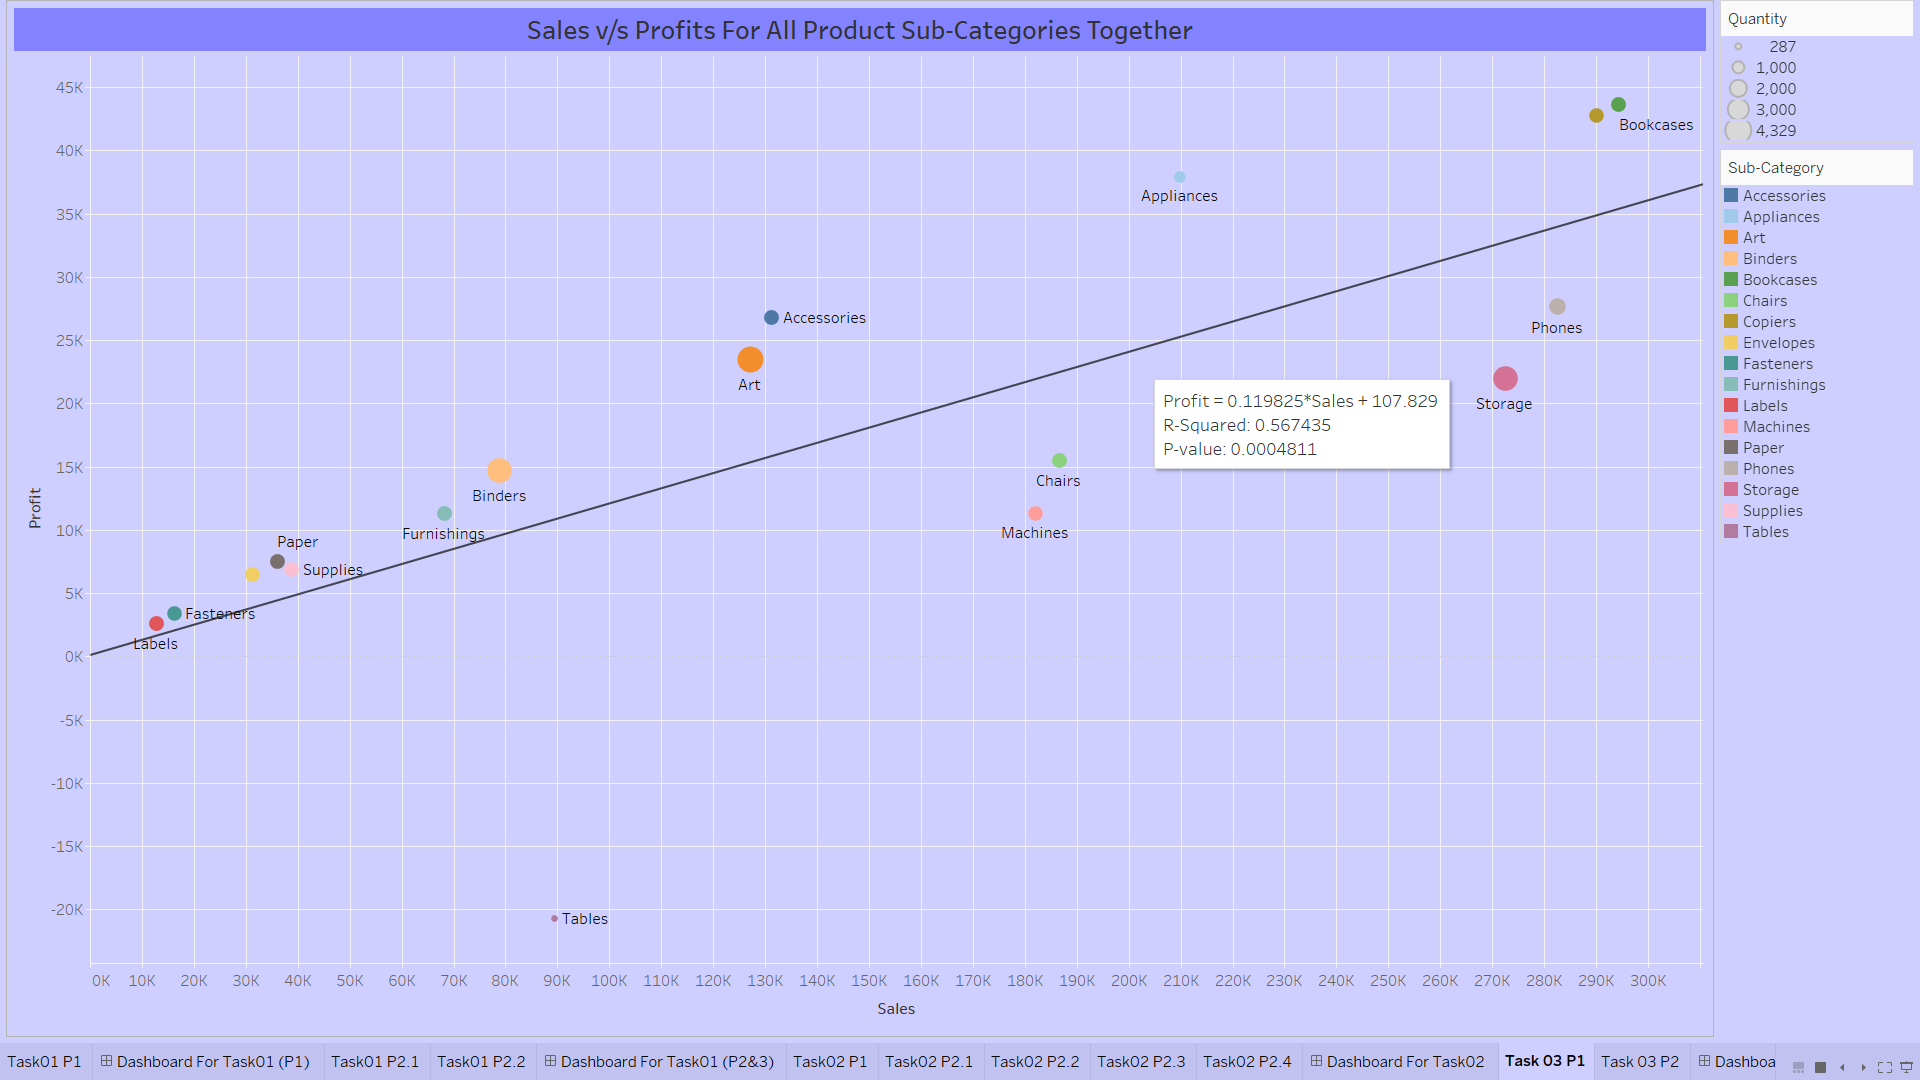 Sales v/s Profits For All Product Sub-Categories Together
45K
40K
35K
30K
25K
20K
15K
10K
5K
0K
-5K
-10K
-15K
-20K
Profit
Bookcases
Appliances
Accessories
Phones
Art
Storage
Profit = 0.119825*Sales + 107.829
R-Squared: 0.567435
P-value: 0.0004811
Chairs
Binders
Machines
Furnishings
Paper
Supplies
Fasteners
Labels
Tables
0K 10K 20K 30K 40K 50K 60K 70K 80K 90K 100K 110K 120K 130K 140K 150K 160K 170K 180K 190K 200K 210K 220K 230K 240K 250K 260K 270K 280K 290K 300K
Sales
Quantity
287
1,000
2,000
3,000
4,329
Sub-Category
Accessories
Appliances
Art
Binders
Bookcases
Chairs
Copiers
Envelopes
Fasteners
Furnishings
Labels
Machines
Paper
Phones
Storage
Supplies
Tables
Task01 P1 Dashboard For Task01 (P1) Task01 P2.1 Task01 P2.2 Dashboard For Task01 (P2&3) Task02 P1 Task02 P2.1 Task02 P2.2 Task02 P2.3 Task02 P2.4 Dashboard For Task02 Task 03 P1 Task 03 P2 Dashboa